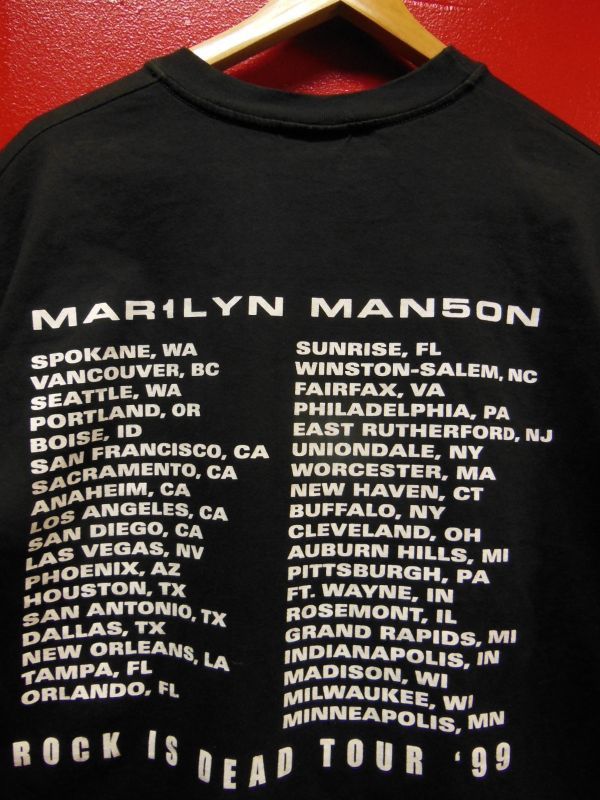 MAR1LYN MAN5ON
SPOKANE, WA
VANCOUVER, BC
SEATTLE, WA
PORTLAND, OR
BOISE, ID
SAN FRANCISCO, CA
SACRAMENTO, CA
ANAHEIM, CA
LOS ANGELES, CA
SAN DIEGO, CA
LAS VEGAS, NV
PHOENIX, AZ
HOUSTON, TX
SAN ANTONIO, TX
DALLAS, TX
NEW ORLEANS, LA
TAMPA, FL
ORLANDO, FL
SUNRISE, FL
WINSTON-SALEM, NC
FAIRFAX, VA
PHILADELPHIA, PA
EAST RUTHERFORD, NJ
UNIONDALE, NY
WORCESTER, MA
NEW HAVEN, CT
BUFFALO, NY
CLEVELAND, OH
AUBURN HILLS, MI
PITTSBURGH, PA
FT. WAYNE, IN
ROSEMONT, IL
GRAND RAPIDS, MI
INDIANAPOLIS, IN
MADISON, WI
MILWAUKEE, WI
MINNEAPOLIS, MN
ROCK IS DEAD TOUR '99